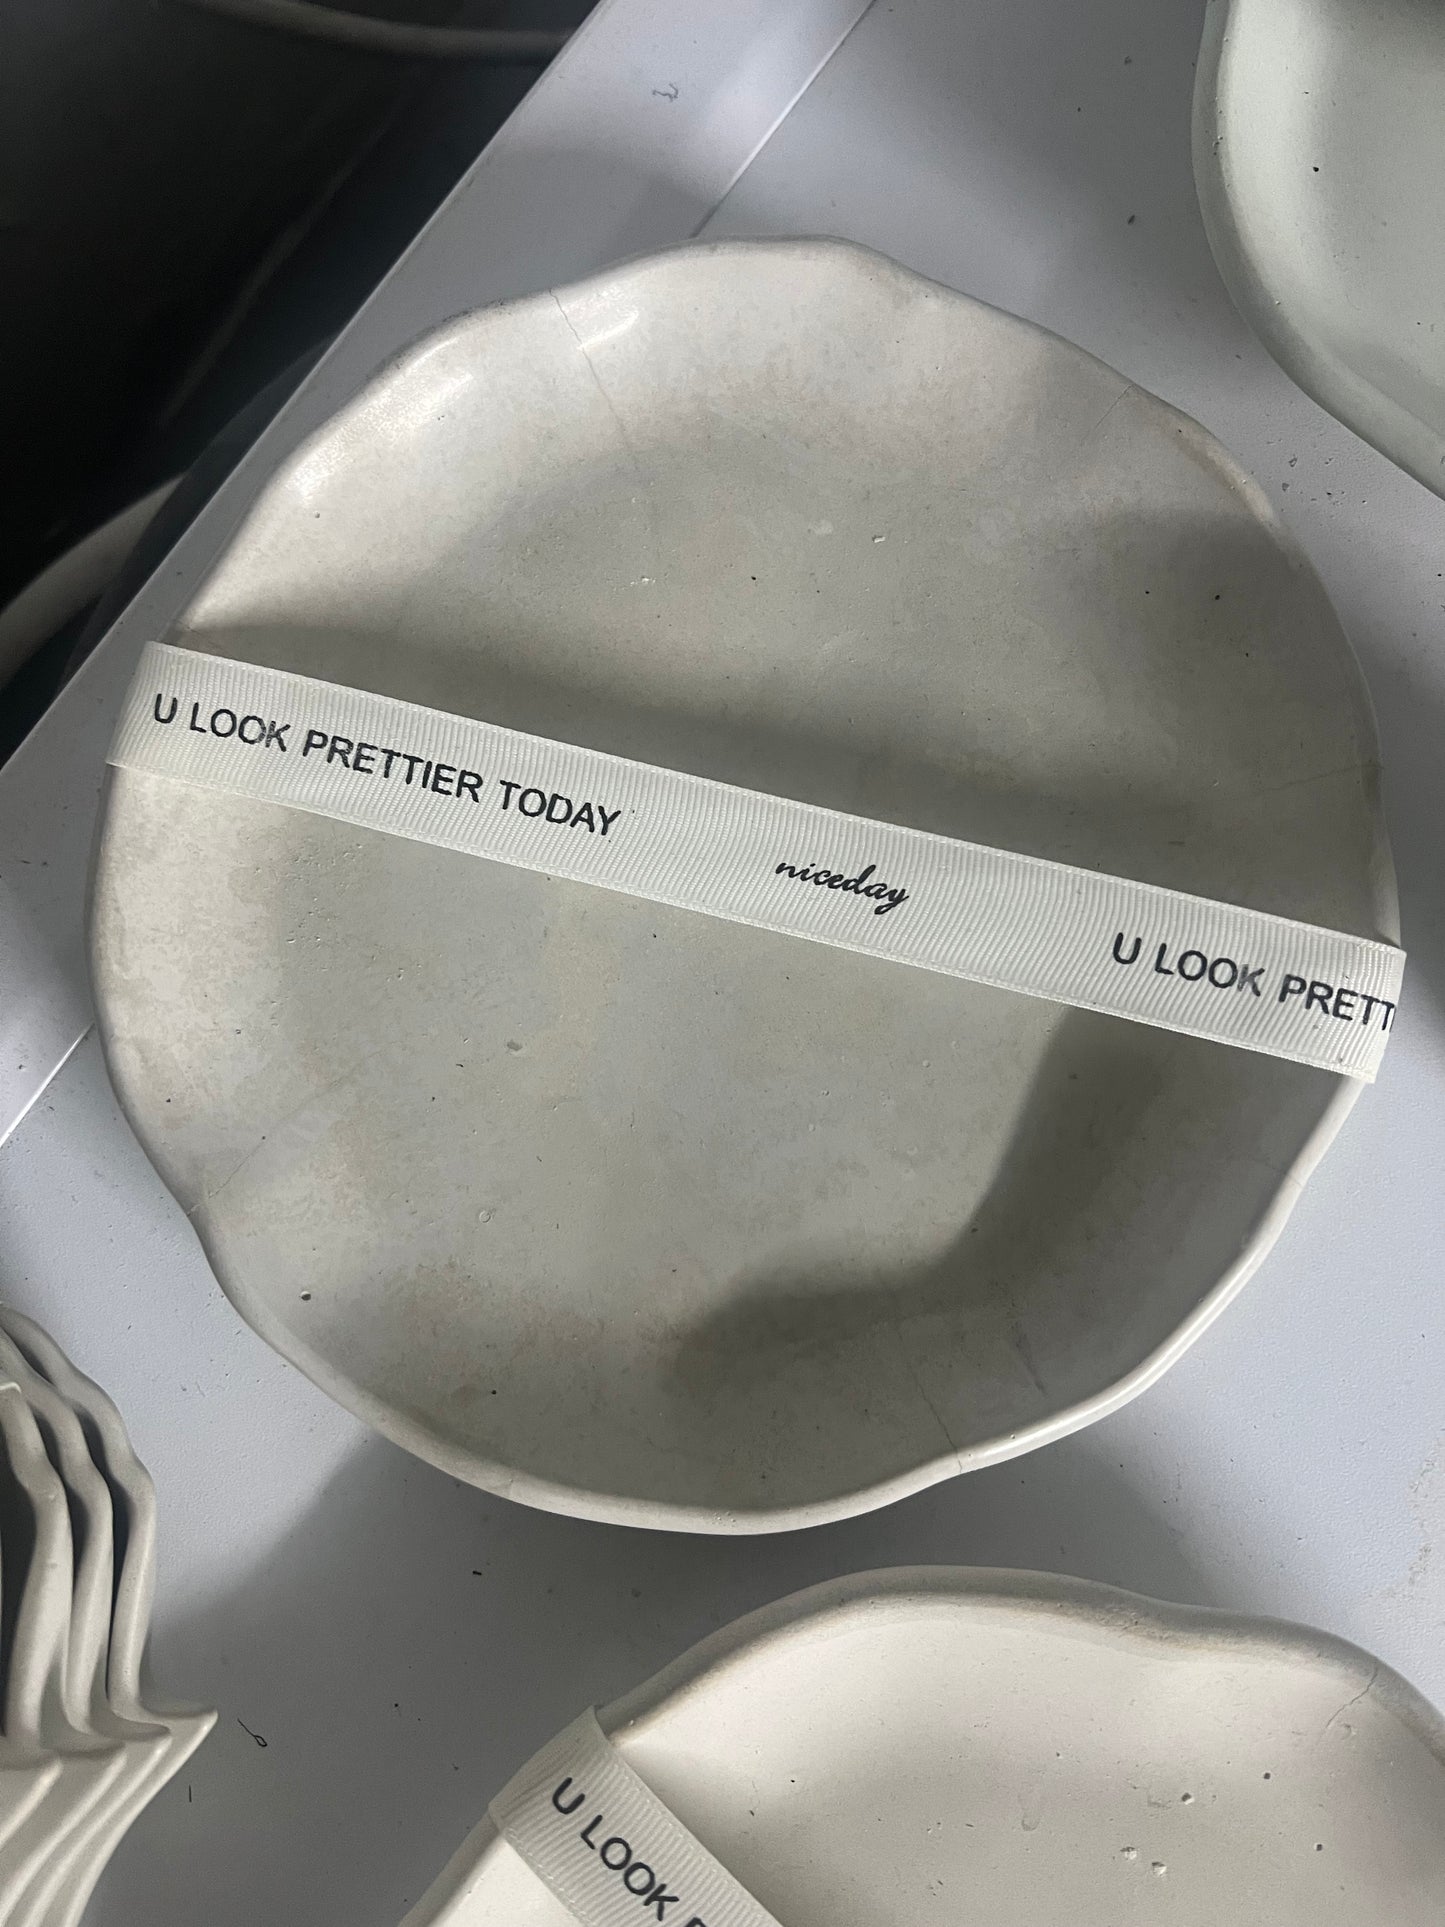 U LOOK PRETTIER TODAY
niceday
U LOOK PRETT
U LOOK